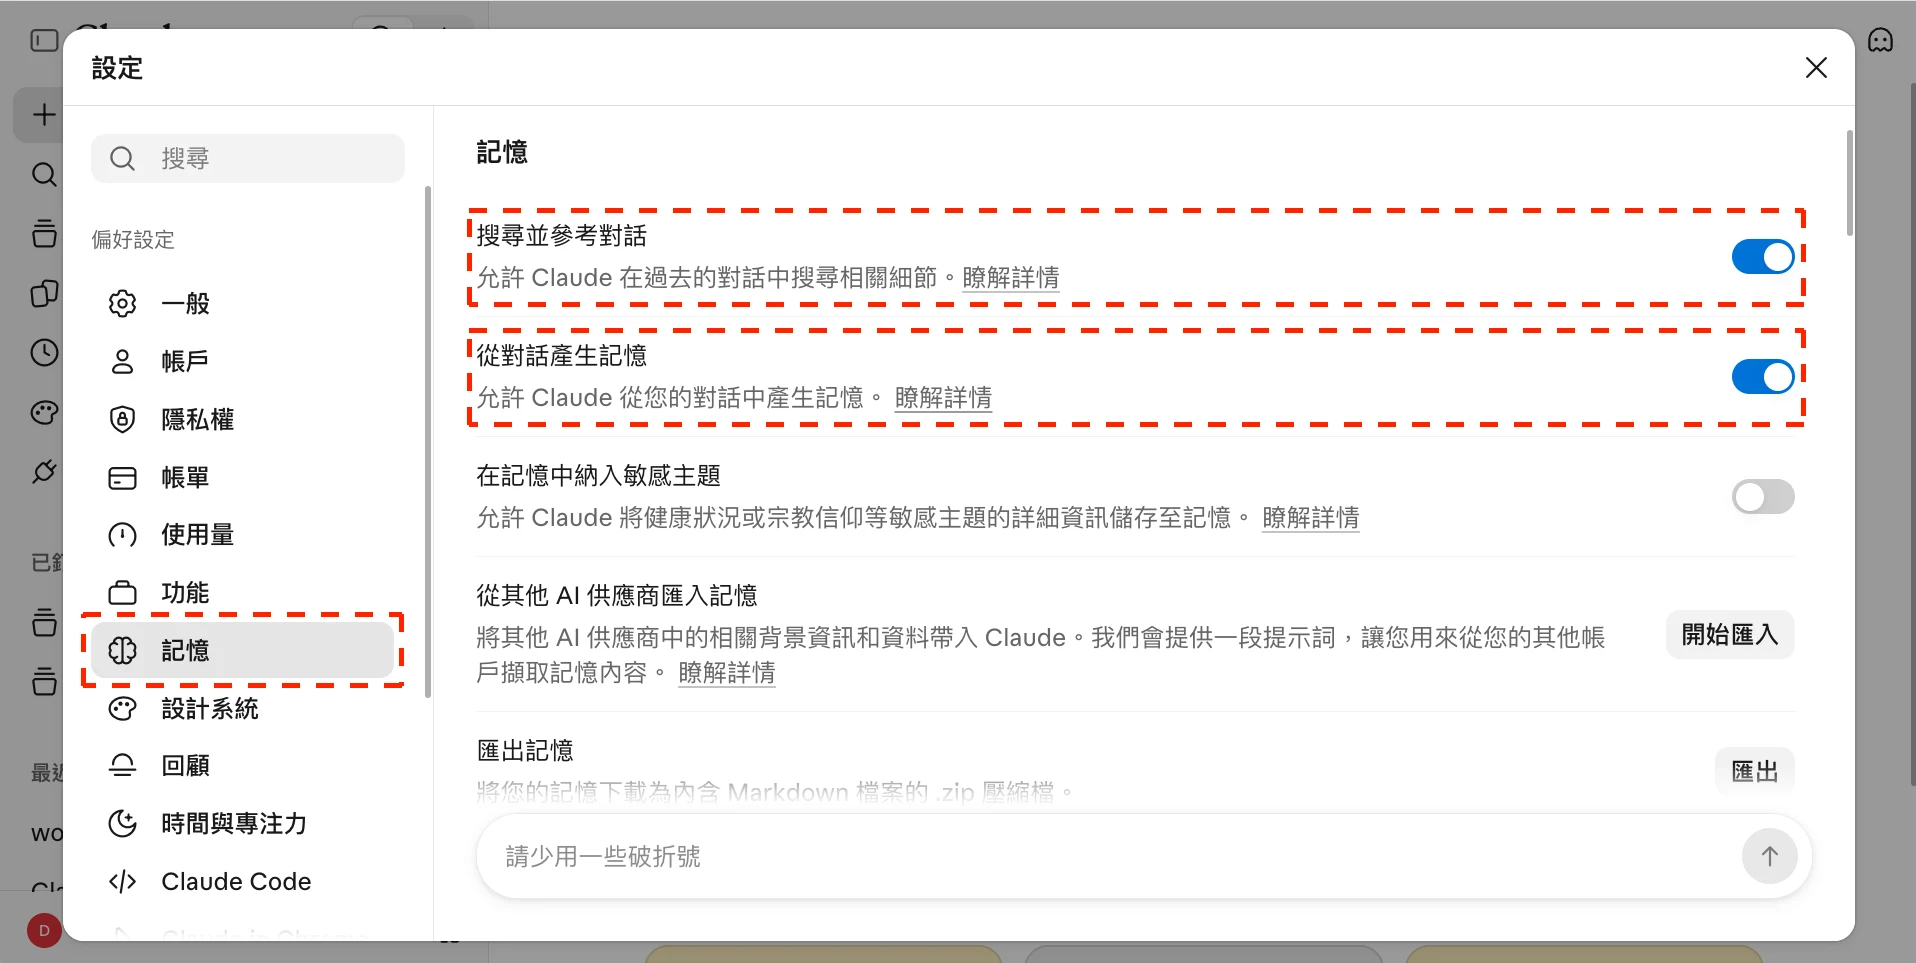 設定
搜尋
偏好設定
一般
帳戶
隱私權
帳單
使用量
功能
記憶
設計系統
回顧
時間與專注力
Claude Code
記憶
搜尋並參考對話
允許 Claude 在過去的對話中搜尋相關細節。瞭解詳情
從對話產生記憶
允許 Claude 從您的對話中產生記憶。 瞭解詳情
在記憶中納入敏感主題
允許 Claude 將健康狀況或宗教信仰等敏感主題的詳細資訊儲存至記憶。 瞭解詳情
從其他 AI 供應商匯入記憶
將其他 AI 供應商中的相關背景資訊和資料帶入 Claude。我們會提供一段提示詞，讓您用來從您的其他帳
戶擷取記憶內容。 瞭解詳情
開始匯入
匯出記憶
將您的記憶下載為內含 Markdown 檔案的 .zip 壓縮檔。
匯出
請少用一些破折號
D